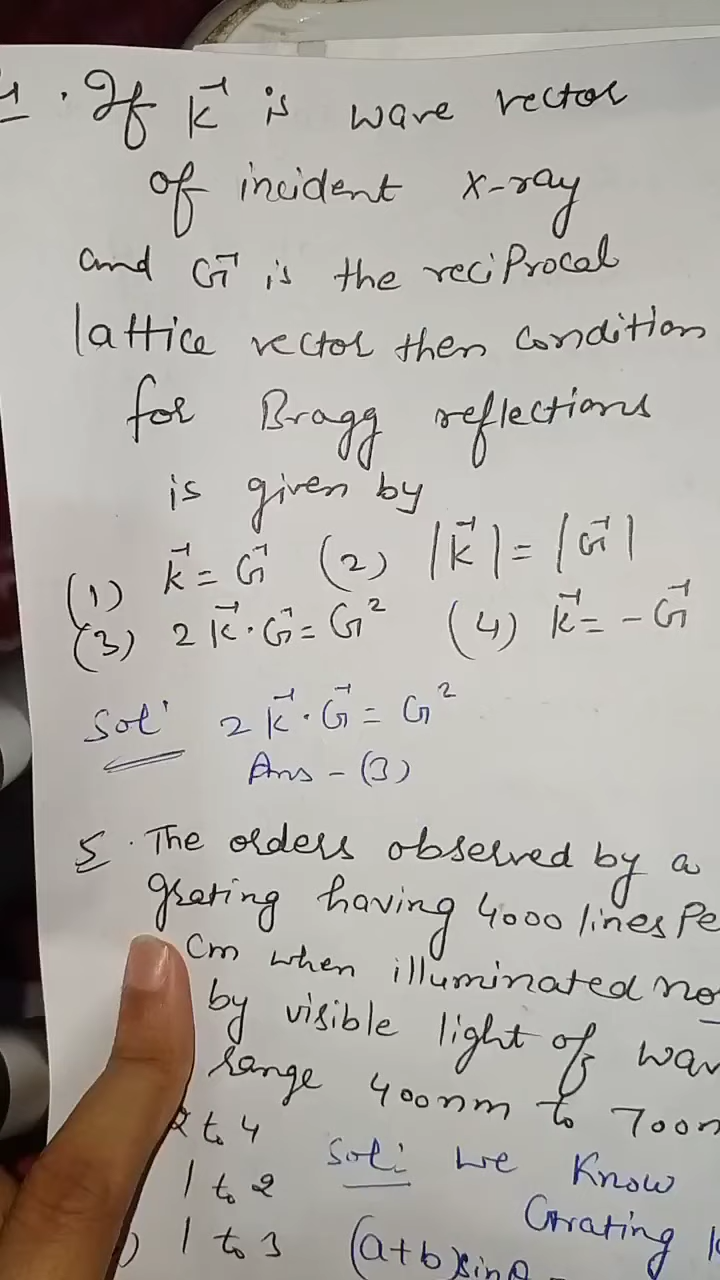 4. If k⃗ is wave vector
of incident x-ray
and G⃗ is the reciprocal
lattice vector then condition
for Bragg reflections
is given by
(1) k⃗ = G⃗ (2) |k⃗| = |G⃗|
(3) 2k⃗·G⃗ = G² (4) k⃗ = -G⃗
Sol: 2k⃗·G⃗ = G²
Ans - (3)
5. The orders observed by a
grating having 4000 lines Pe
cm when illuminated no
by visible light of wav
range 400nm to 700n
2 to 4
Sol: we know
1 to 2
Grating
) 1 to 3 (a+b)sinθ